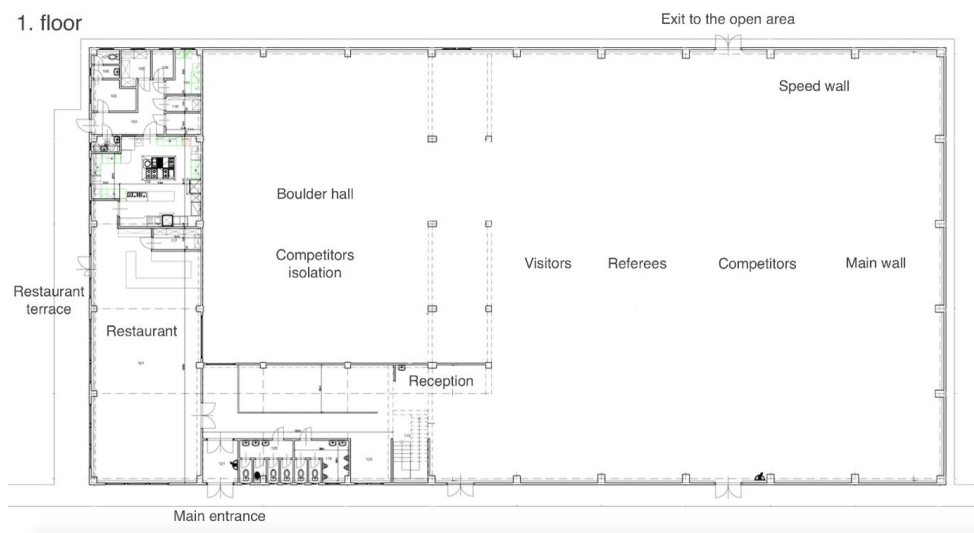 1. floor
Exit to the open area
Speed wall
Boulder hall
Competitors
isolation
Visitors
Referees
Competitors
Main wall
Restaurant
terrace
Restaurant
Reception
Main entrance